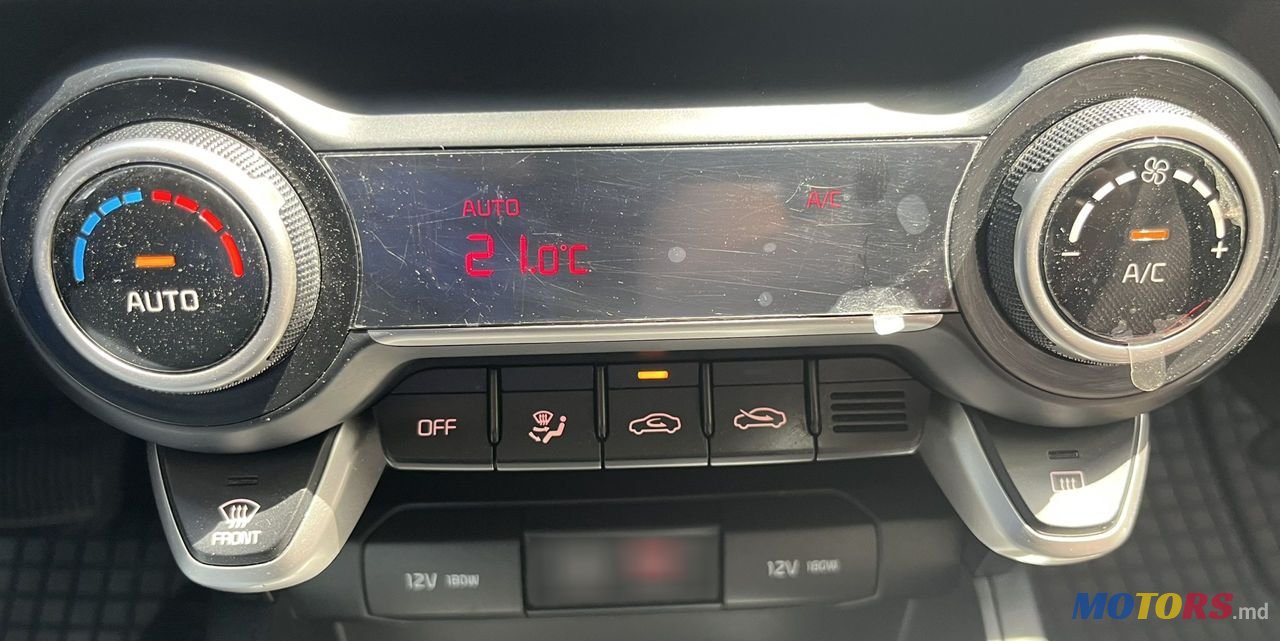 AUTO
A/C
21.0°C
AUTO
- +
A/C
OFF
FRONT
12V 180W
12V 180W
MOTORS.md